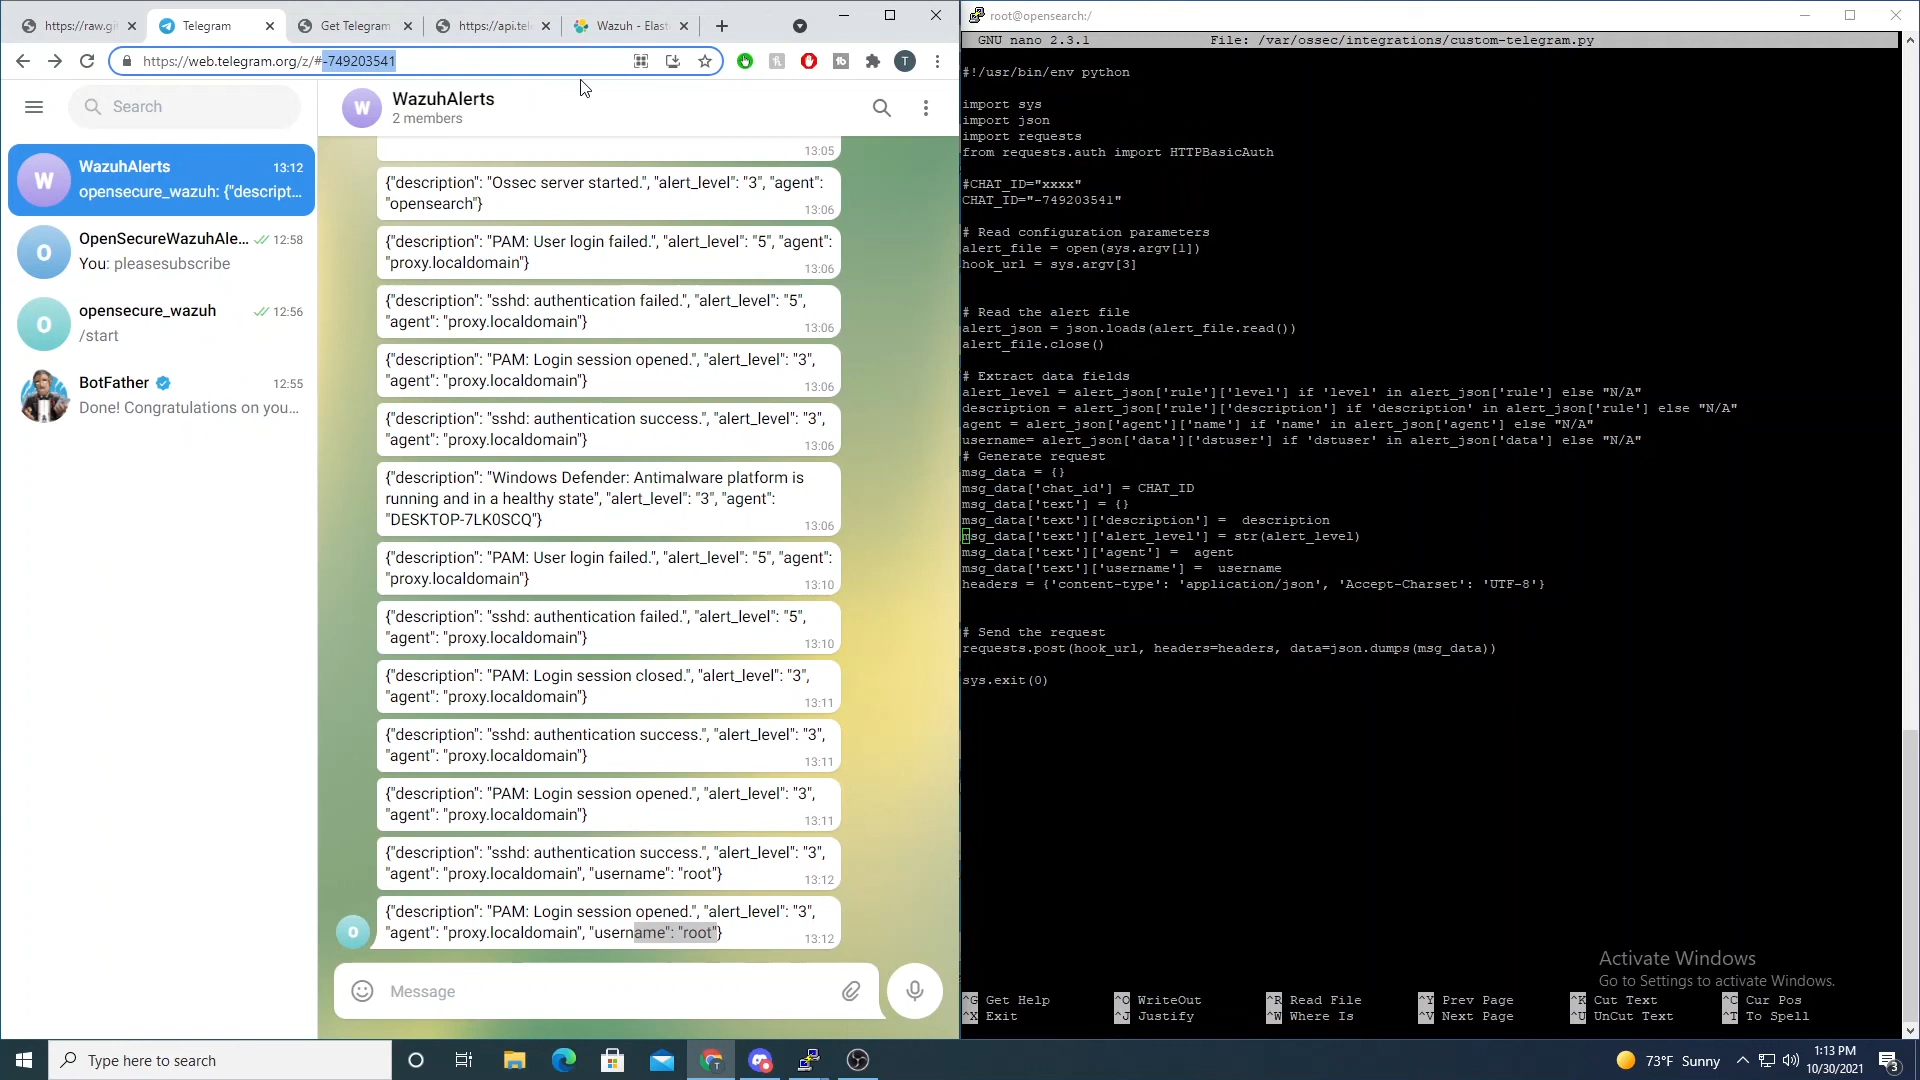 https://raw.gi
Telegram
Get Telegram
https://api.tel
Wazuh - Elast
https://web.telegram.org/z/#-749203541
T
Search
WazuhAlerts
13:12
opensecure_wazuh: {"descript...
W
OpenSecureWazuhAle...
12:58
You: pleasesubscribe
O
opensecure_wazuh
12:56
/start
O
BotFather
12:55
Done! Congratulations on you...
W
WazuhAlerts
2 members
13:05
{"description": "Ossec server started.", "alert_level": "3", "agent":
"opensearch"}
13:06
{"description": "PAM: User login failed.", "alert_level": "5", "agent":
"proxy.localdomain"}
13:06
{"description": "sshd: authentication failed.", "alert_level": "5",
"agent": "proxy.localdomain"}
13:06
{"description": "PAM: Login session opened.", "alert_level": "3",
"agent": "proxy.localdomain"}
13:06
{"description": "sshd: authentication success.", "alert_level": "3",
"agent": "proxy.localdomain"}
13:06
{"description": "Windows Defender: Antimalware platform is
running and in a healthy state", "alert_level": "3", "agent":
"DESKTOP-7LK0SCQ"}
13:06
{"description": "PAM: User login failed.", "alert_level": "5", "agent":
"proxy.localdomain"}
13:10
{"description": "sshd: authentication failed.", "alert_level": "5",
"agent": "proxy.localdomain"}
13:10
{"description": "PAM: Login session closed.", "alert_level": "3",
"agent": "proxy.localdomain"}
13:11
{"description": "sshd: authentication success.", "alert_level": "3",
"agent": "proxy.localdomain"}
13:11
{"description": "PAM: Login session opened.", "alert_level": "3",
"agent": "proxy.localdomain"}
13:11
{"description": "sshd: authentication success.", "alert_level": "3",
"agent": "proxy.localdomain", "username": "root"}
13:12
{"description": "PAM: Login session opened.", "alert_level": "3",
"agent": "proxy.localdomain", "username": "root"}
13:12
O
Message
root@opensearch:/
GNU nano 2.3.1 File: /var/ossec/integrations/custom-telegram.py
#!/usr/bin/env python
import sys
import json
import requests
from requests.auth import HTTPBasicAuth
#CHAT_ID="xxxx"
CHAT_ID="-749203541"
# Read configuration parameters
alert_file = open(sys.argv[1])
hook_url = sys.argv[3]
# Read the alert file
alert_json = json.loads(alert_file.read())
alert_file.close()
# Extract data fields
alert_level = alert_json['rule']['level'] if 'level' in alert_json['rule'] else "N/A"
description = alert_json['rule']['description'] if 'description' in alert_json['rule'] else "N/A"
agent = alert_json['agent']['name'] if 'name' in alert_json['agent'] else "N/A"
username= alert_json['data']['dstuser'] if 'dstuser' in alert_json['data'] else "N/A"
# Generate request
msg_data = {}
msg_data['chat_id'] = CHAT_ID
msg_data['text'] = {}
msg_data['text']['description'] =  description
msg_data['text']['alert_level'] = str(alert_level)
msg_data['text']['agent'] =  agent
msg_data['text']['username'] =  username
headers = {'content-type': 'application/json', 'Accept-Charset': 'UTF-8'}
# Send the request
requests.post(hook_url, headers=headers, data=json.dumps(msg_data))
sys.exit(0)
Activate Windows
Go to Settings to activate Windows.
^G Get Help ^O WriteOut ^R Read File ^Y Prev Page ^K Cut Text ^C Cur Pos
^X Exit ^J Justify ^W Where Is ^V Next Page ^U UnCut Text ^T To Spell
Type here to search
73°F Sunny
1:13 PM
10/30/2021
3